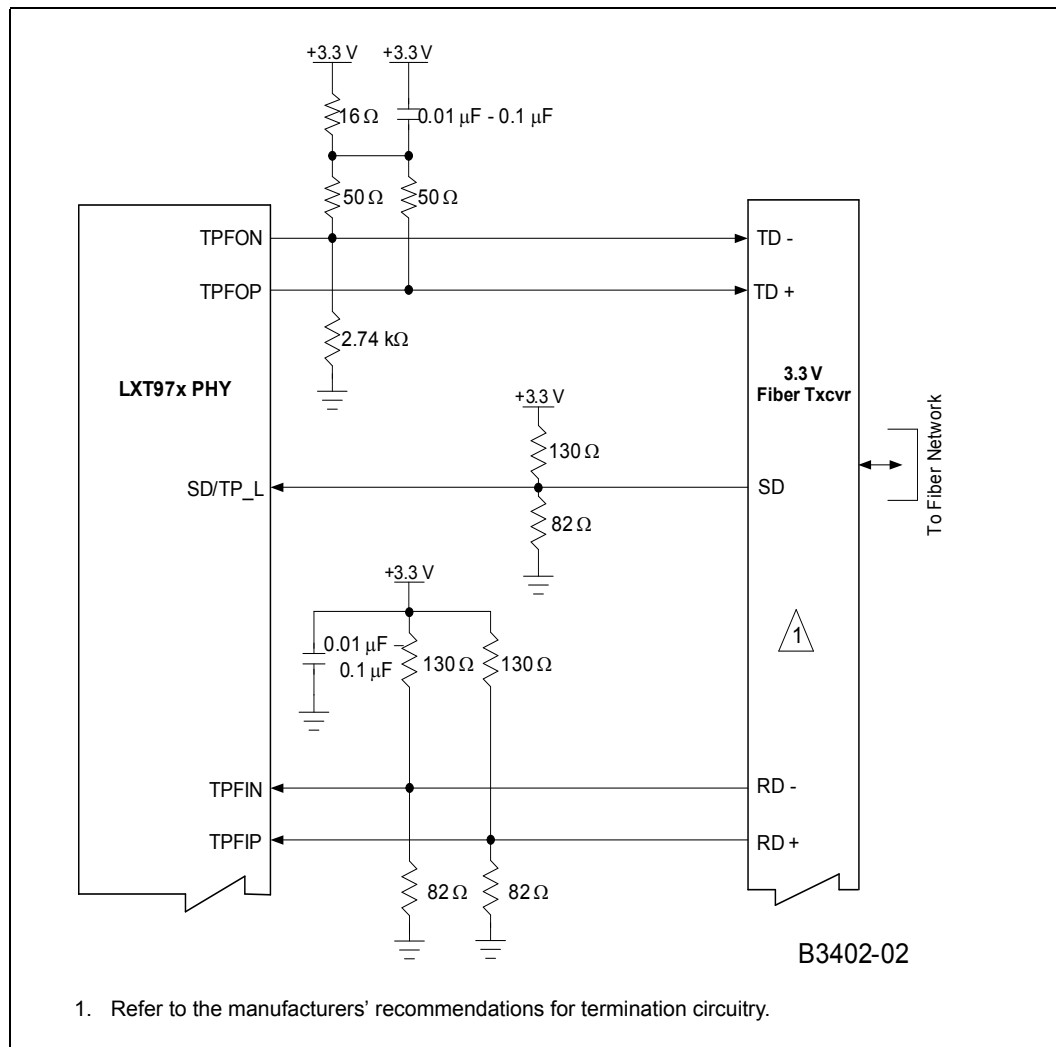 +3.3 V +3.3 V
16 Ω 0.01 μF - 0.1 μF
50 Ω 50 Ω
TPFON TD -
TPFOP TD +
2.74 kΩ
LXT97x PHY
3.3 V
Fiber Txcvr
+3.3 V
130 Ω
SD/TP_L SD
82 Ω
To Fiber Network
+3.3 V
0.01 μF –
0.1 μF
130 Ω 130 Ω
1
TPFIN RD -
TPFIP RD +
82 Ω 82 Ω
B3402-02
1. Refer to the manufacturers’ recommendations for termination circuitry.